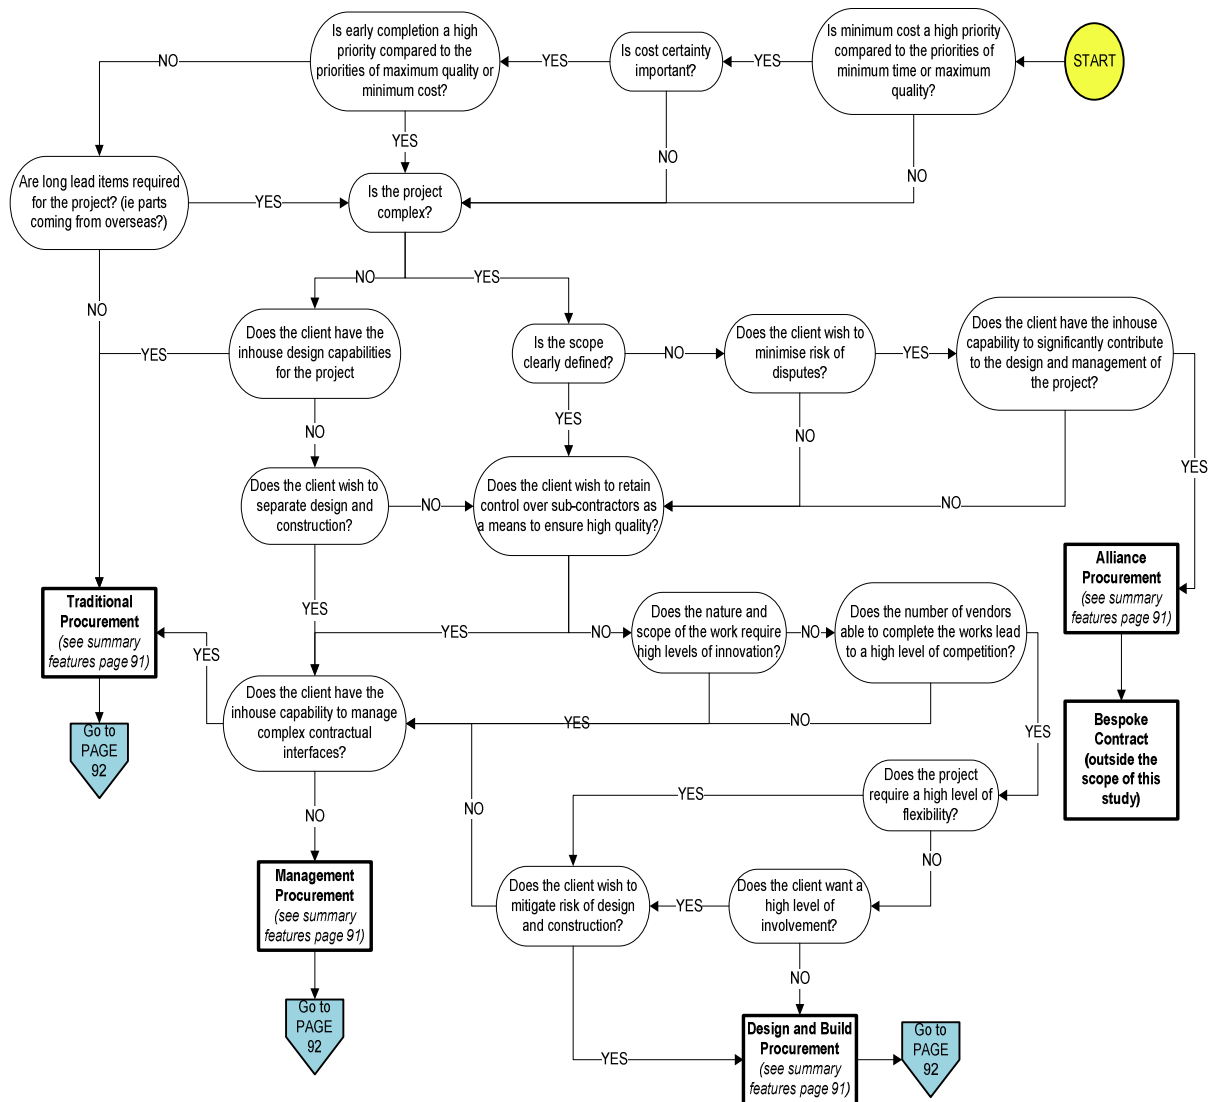 Is early completion a high
priority compared to the
priorities of maximum quality or
minimum cost?
YES
Is cost certainty
important?
YES
Is minimum cost a high priority
compared to the priorities of
minimum time or maximum
quality?
START
NO
YES
NO
NO
Are long lead items required
for the project? (ie parts
coming from overseas?)
YES
Is the project
complex?
NO
YES
NO
Does the client have the
inhouse design capabilities
for the project
YES
Is the scope
clearly defined?
NO
Does the client wish to
minimise risk of
disputes?
YES
Does the client have the inhouse
capability to significantly contribute
to the design and management of
the project?
NO
YES
NO
YES
Does the client wish to
separate design and
construction?
NO
Does the client wish to retain
control over sub-contractors as
a means to ensure high quality?
NO
Alliance
Procurement
(see summary
features page 91)
Traditional
Procurement
(see summary
features page 91)
YES
YES
YES
NO
Does the nature and
scope of the work require
high levels of innovation?
NO
Does the number of vendors
able to complete the works lead
to a high level of competition?
Does the client have the
inhouse capability to manage
complex contractual
interfaces?
YES
NO
YES
Bespoke
Contract
(outside the
scope of this
study)
Go to
PAGE
92
NO
NO
YES
Does the project
require a high level of
flexibility?
NO
Management
Procurement
(see summary
features page 91)
Does the client wish to
mitigate risk of design
and construction?
YES
Does the client want a
high level of
involvement?
NO
Go to
PAGE
92
YES
Design and Build
Procurement
(see summary
features page 91)
Go to
PAGE
92